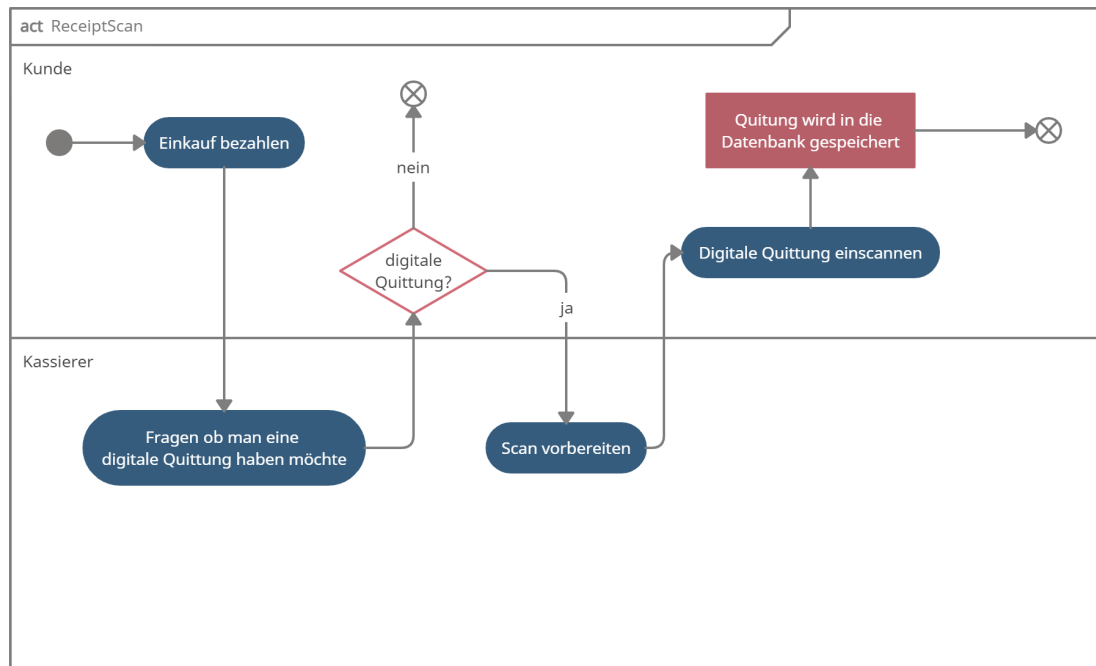 act ReceiptScan
Kunde
Einkauf bezahlen
nein
digitale
Quittung?
ja
Quitung wird in die
Datenbank gespeichert
Digitale Quittung einscannen
Kassierer
Fragen ob man eine
digitale Quittung haben möchte
Scan vorbereiten